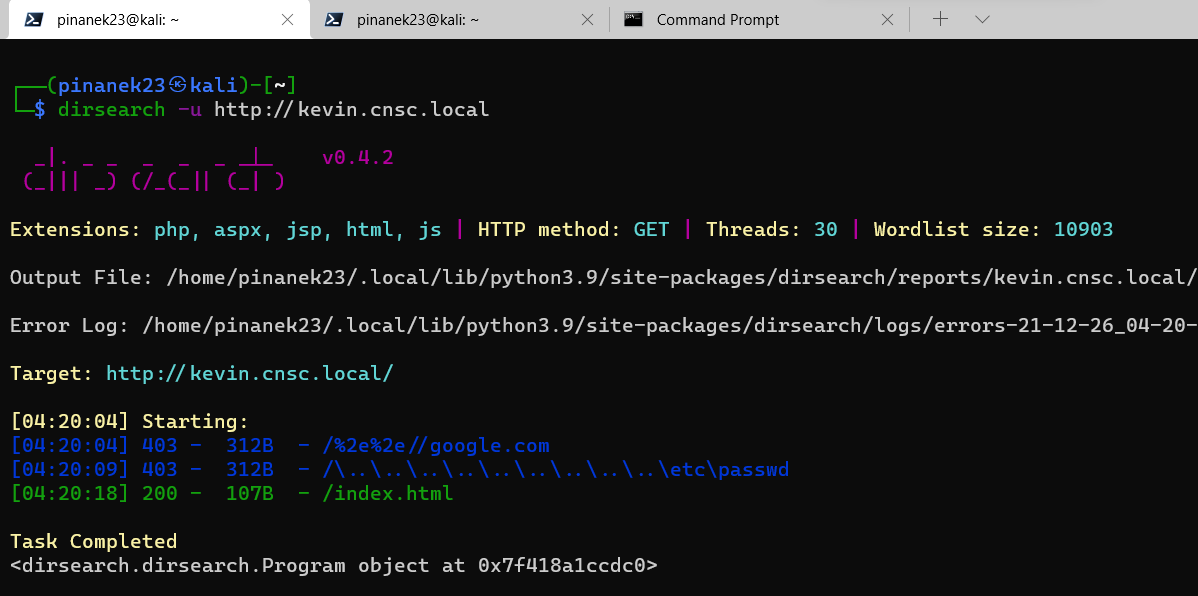 pinanek23@kali: ~
pinanek23@kali: ~
Command Prompt
┌──(pinanek23㉿kali)-[~]
└─$ dirsearch -u http://kevin.cnsc.local
  _|. _ _  _  _  _ _|_    v0.4.2
 (_||| _) (/_(_|| (_| )
Extensions: php, aspx, jsp, html, js | HTTP method: GET | Threads: 30 | Wordlist size: 10903
Output File: /home/pinanek23/.local/lib/python3.9/site-packages/dirsearch/reports/kevin.cnsc.local/
Error Log: /home/pinanek23/.local/lib/python3.9/site-packages/dirsearch/logs/errors-21-12-26_04-20-
Target: http://kevin.cnsc.local/
[04:20:04] Starting:
[04:20:04] 403 -  312B  - /%2e%2e//google.com
[04:20:09] 403 -  312B  - /\..\..\..\..\..\..\..\..\..\etc\passwd
[04:20:18] 200 -  107B  - /index.html
Task Completed
<dirsearch.dirsearch.Program object at 0x7f418a1ccdc0>